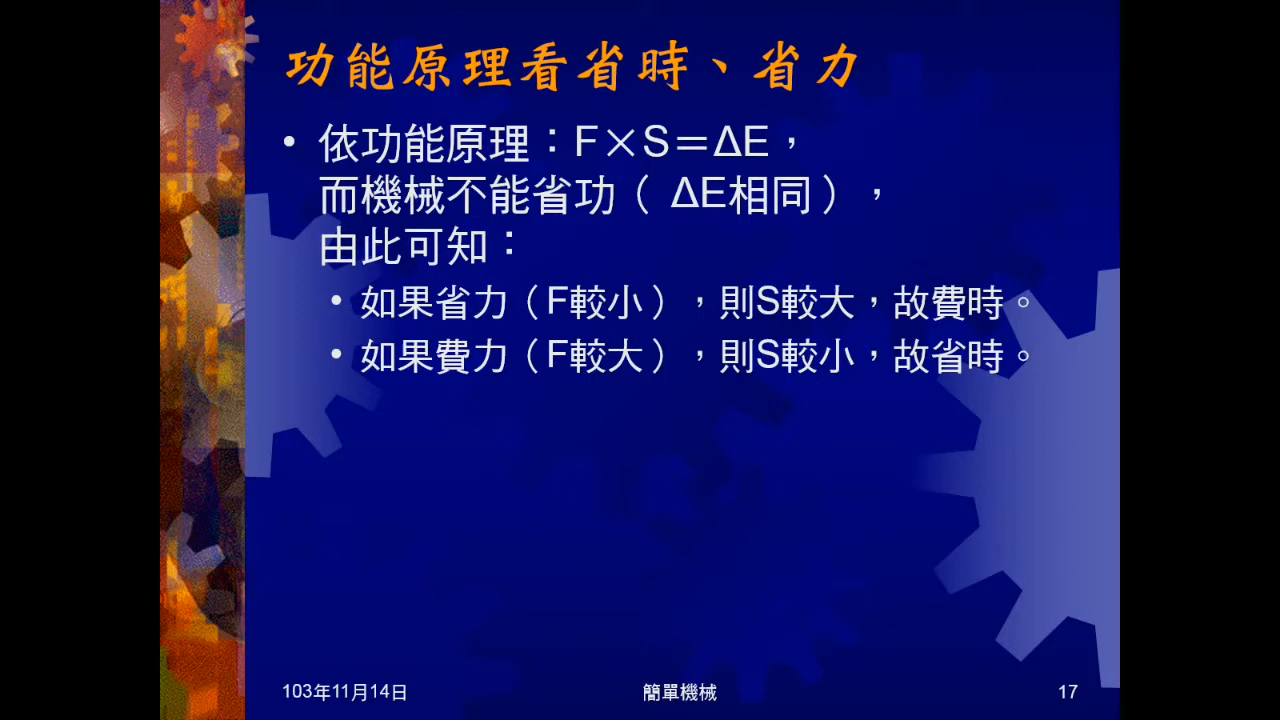 功能原理看省時、省力
• 依功能原理：F×S＝ΔE，
而機械不能省功（ ΔE相同），
由此可知：
• 如果省力（F較小），則S較大，故費時。
• 如果費力（F較大），則S較小，故省時。
103年11月14日
簡單機械
17